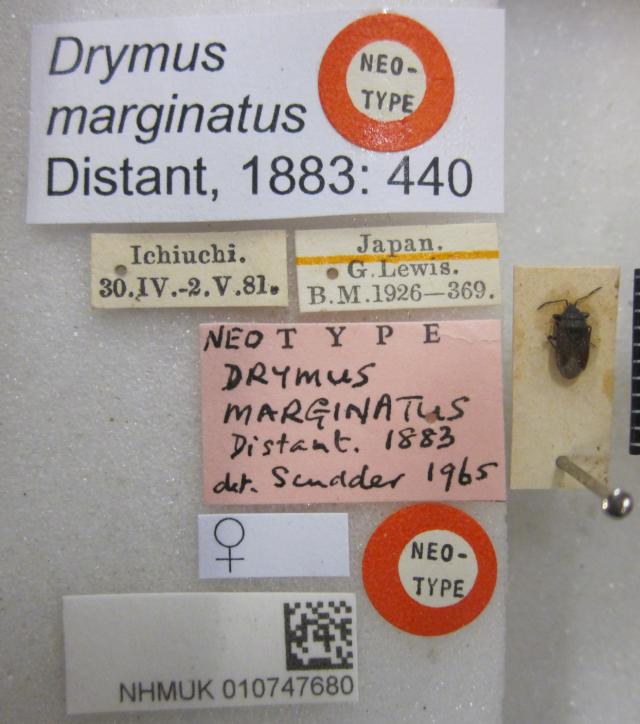 Drymus
marginatus
Distant, 1883: 440
NEO-
TYPE
Ichiuchi.
30.IV.-2.V.81.
Japan.
G.Lewis.
B.M.1926—369.
NEO T Y P E
DRYMUS
MARGINATUS
Distant. 1883
det. Scudder 1965
♀
NEO-
TYPE
NHMUK 010747680